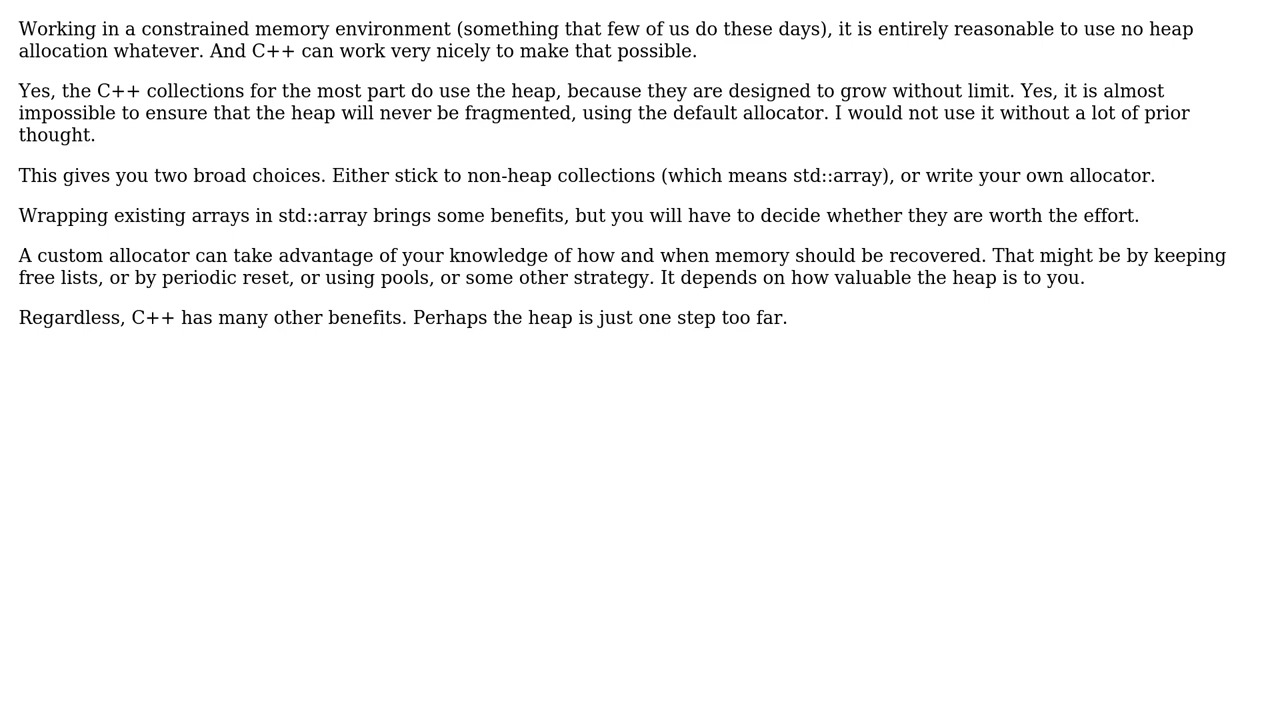 Working in a constrained memory environment (something that few of us do these days), it is entirely reasonable to use no heap
allocation whatever. And C++ can work very nicely to make that possible.
Yes, the C++ collections for the most part do use the heap, because they are designed to grow without limit. Yes, it is almost
impossible to ensure that the heap will never be fragmented, using the default allocator. I would not use it without a lot of prior
thought.
This gives you two broad choices. Either stick to non-heap collections (which means std::array), or write your own allocator.
Wrapping existing arrays in std::array brings some benefits, but you will have to decide whether they are worth the effort.
A custom allocator can take advantage of your knowledge of how and when memory should be recovered. That might be by keeping
free lists, or by periodic reset, or using pools, or some other strategy. It depends on how valuable the heap is to you.
Regardless, C++ has many other benefits. Perhaps the heap is just one step too far.